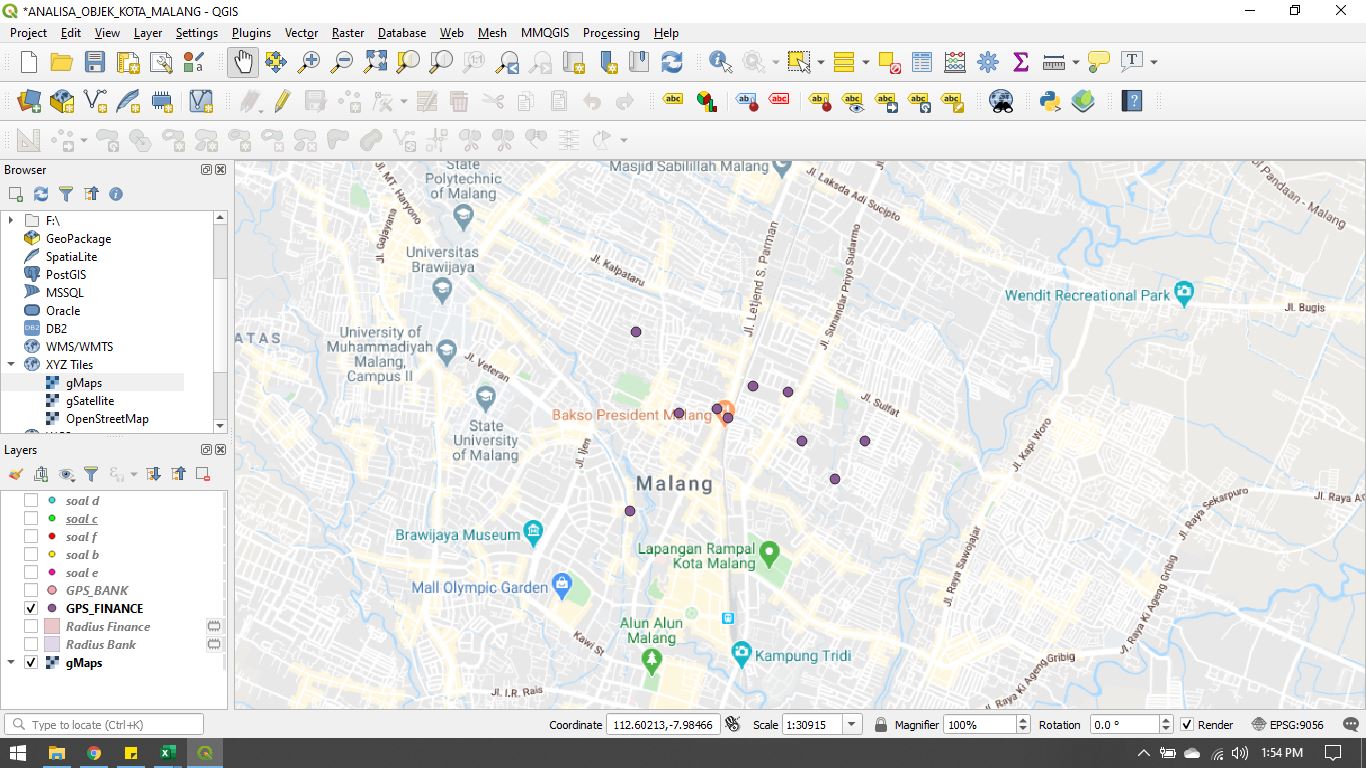 *ANALISA_OBJEK_KOTA_MALANG - QGIS
Project Edit View Layer Settings Plugins Vector Raster Database Web Mesh MMQGIS Processing Help
Browser
F:\
GeoPackage
SpatiaLite
PostGIS
MSSQL
Oracle
DB2
WMS/WMTS
XYZ Tiles
gMaps
gSatellite
OpenStreetMap
Layers
soal d
soal c
soal f
soal b
soal e
GPS_BANK
GPS_FINANCE
Radius Finance
Radius Bank
gMaps
State
Polytechnic
of Malang
Masjid Sabilillah Malang
Jl. MT. Haryono
Jl. Gajayana
Universitas
Brawijaya
Jl. Kalpataru
Jl. Letjend S. Parman
Jl. Laksda Adi Sucipto
Jl. Sunandar Priyo Sudarmo
Pandaan - Malang
Wendit Recreational Park
Jl. Bugis
ATAS
University of
Muhammadiyah
Malang,
Campus II
Jl. Veteran
State
University
of Malang
Jl. Ijen
Bakso President Malang
Jl. Sulfat
Jl. Kapi Woro
Malang
Jl. Raya Sekarpuro
Jl. Raya A
Brawijaya Museum
Lapangan Rampal
Kota Malang
Mall Olympic Garden
Jl. Raya Sawojajar
Jl. Raya Ki Ageng Gribig
Alun Alun
Malang
Kawi St
Kampung Tridi
Jl. Raya Ki Ageng Gribig
Jl. I.R. Rais
Type to locate (Ctrl+K)
Coordinate 112.60213,-7.98466 Scale 1:30915 Magnifier 100% Rotation 0.0 ° Render EPSG:9056
1:54 PM